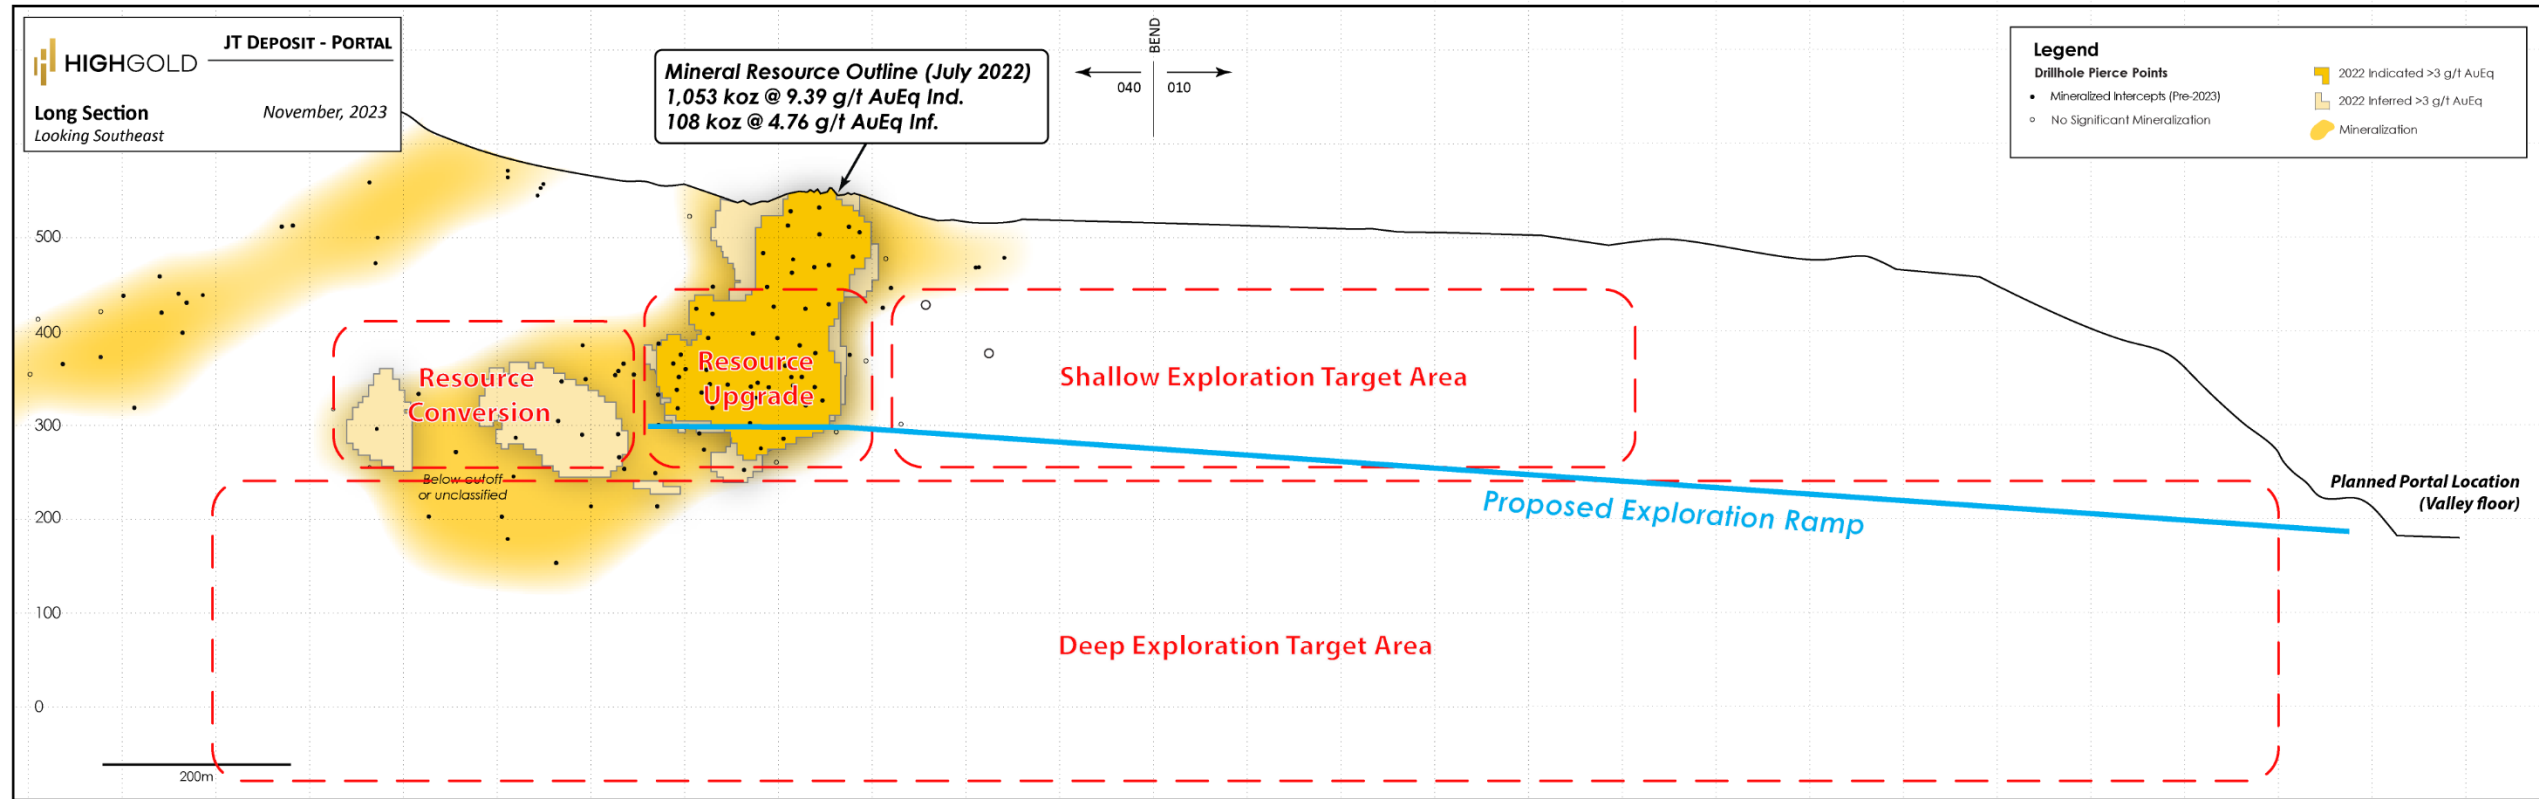 HIGHGOLD
JT DEPOSIT - PORTAL
Long Section
November, 2023
Looking Southeast
Mineral Resource Outline (July 2022)
1,053 koz @ 9.39 g/t AuEq Ind.
108 koz @ 4.76 g/t AuEq Inf.
BEND
040
010
Legend
Drillhole Pierce Points
Mineralized Intercepts (Pre-2023)
No Significant Mineralization
2022 Indicated >3 g/t AuEq
2022 Inferred >3 g/t AuEq
Mineralization
500
400
300
200
100
0
Resource
Conversion
Resource
Upgrade
Shallow Exploration Target Area
Below cutoff
or unclassified
Proposed Exploration Ramp
Planned Portal Location
(Valley floor)
Deep Exploration Target Area
200m